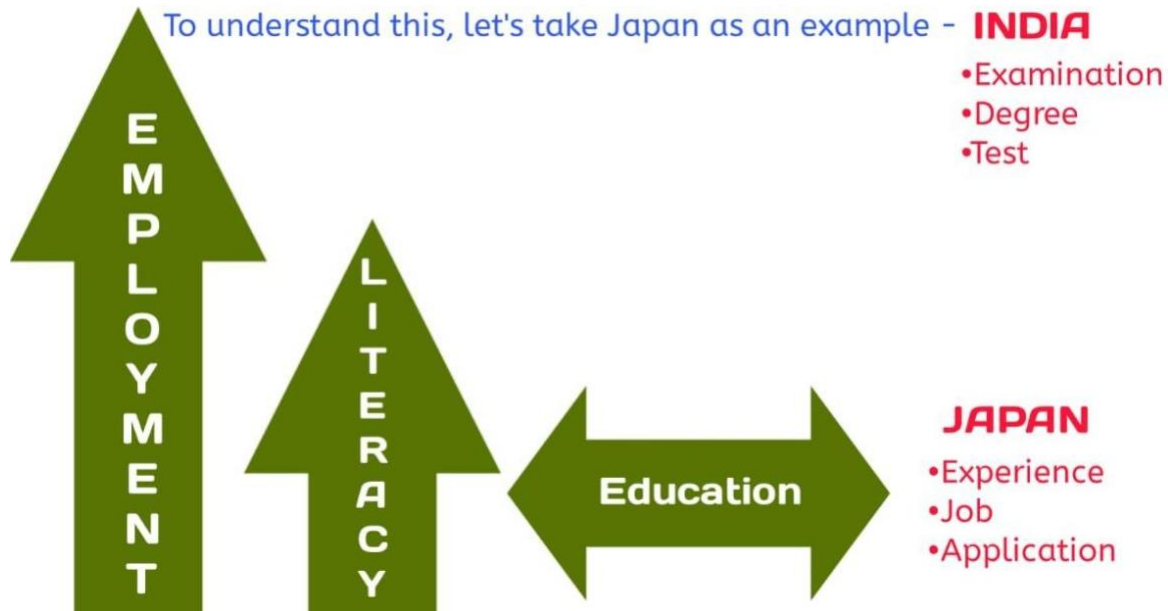 To understand this, let's take Japan as an example -
INDIA
•Examination
•Degree
•Test
EMPLOYMENT
LITERACY
Education
JAPAN
•Experience
•Job
•Application